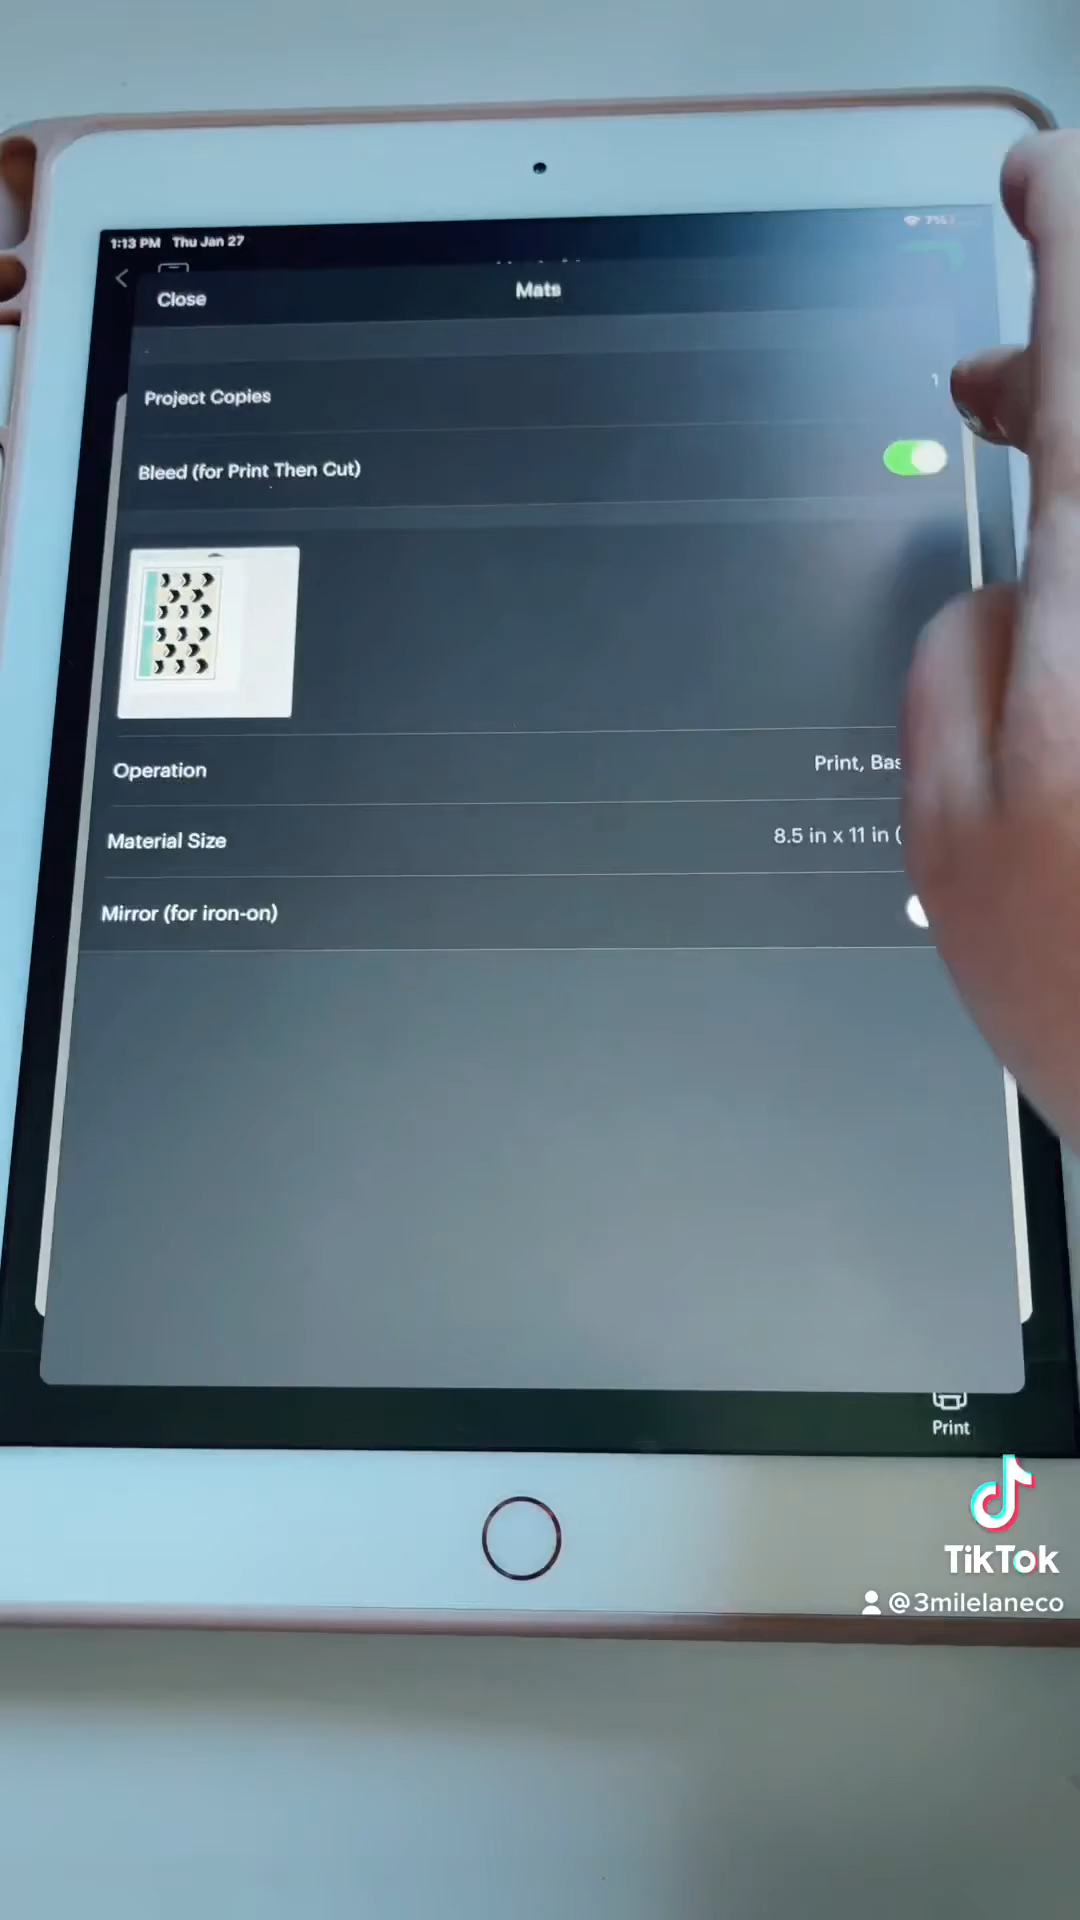 1:13 PM Thu Jan 27
Close
Mats
Project Copies
1
Bleed (for Print Then Cut)
Operation
Print, Bas
Material Size
8.5 in x 11 in (
Mirror (for iron-on)
Print
TikTok
@3milelaneco